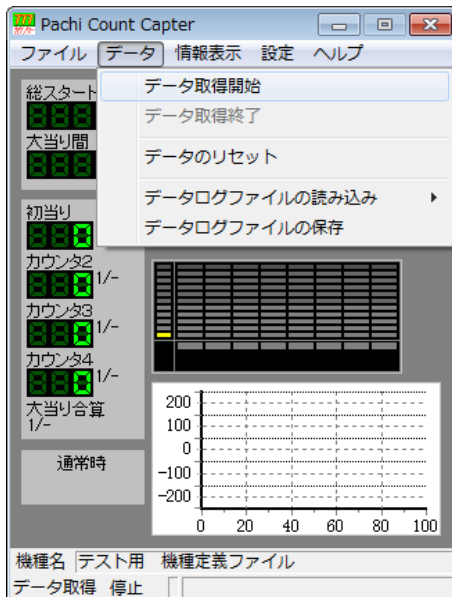 Pachi Count Capter
ファイル データ 情報表示 設定 ヘルプ
データ取得開始
データ取得終了
データのリセット
データログファイルの読み込み
データログファイルの保存
総スタート
大当り間
初当り
0
カウンタ2
0 1/-
カウンタ3
0 1/-
カウンタ4
0 1/-
大当り合算
1/-
通常時
200
100
0
-100
-200
0 20 40 60 80 100
機種名 テスト用 機種定義ファイル
データ取得 停止